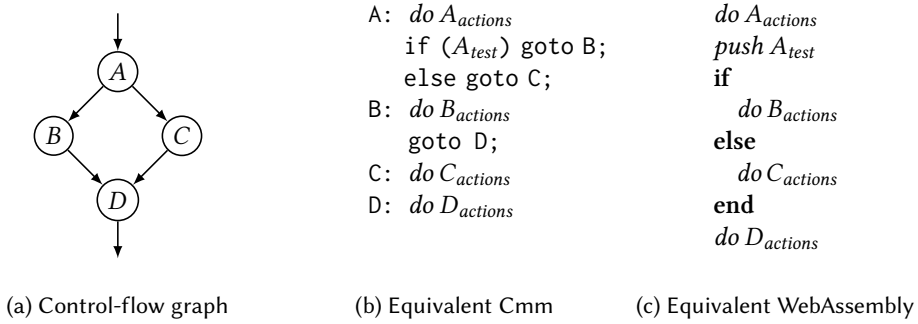 A
B
C
D
(a) Control-flow graph
A: do A_actions
if (A_test) goto B;
else goto C;
B: do B_actions
goto D;
C: do C_actions
D: do D_actions
(b) Equivalent Cmm
do A_actions
push A_test
if
do B_actions
else
do C_actions
end
do D_actions
(c) Equivalent WebAssembly